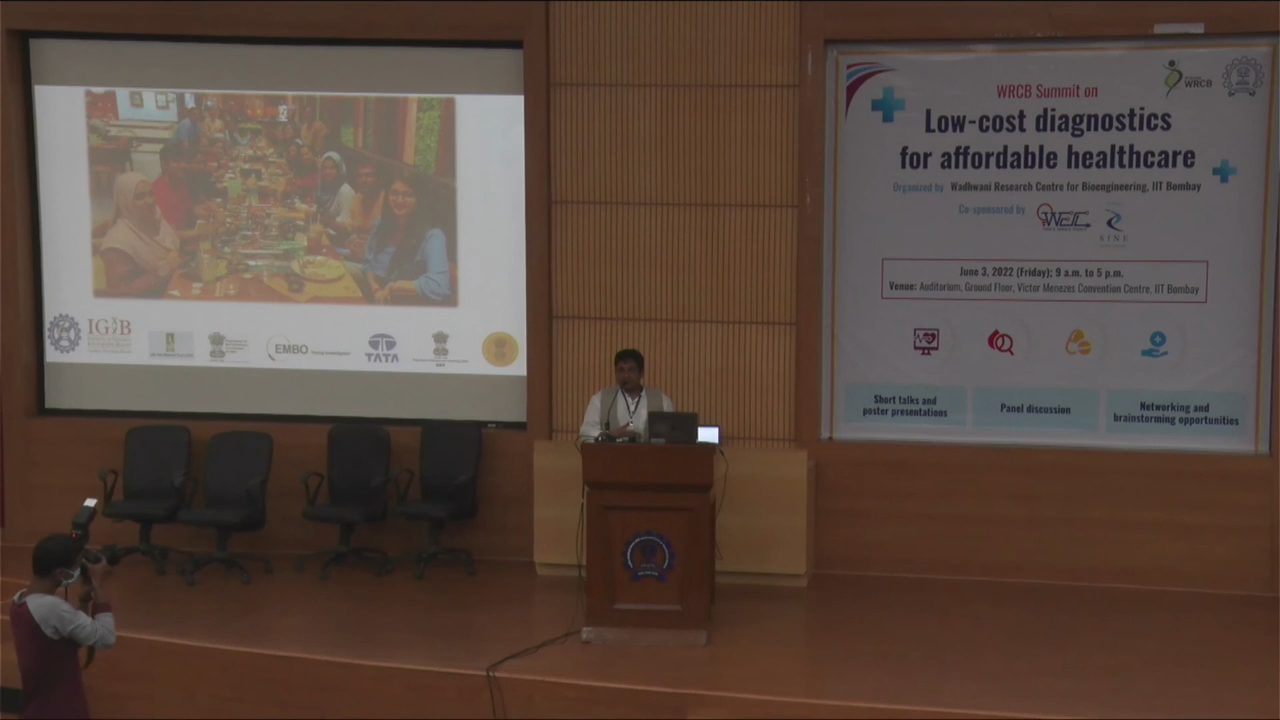 IGIB
EMBO
TATA
WRCB
WRCB Summit on
Low-cost diagnostics
for affordable healthcare
Organized by Wadhwani Research Centre for Bioengineering, IIT Bombay
Co-sponsored by
SINE
June 3, 2022 (Friday); 9 a.m. to 5 p.m.
Venue: Auditorium, Ground Floor, Victor Menezes Convention Centre, IIT Bombay
Short talks and
poster presentations
Panel discussion
Networking and
brainstorming opportunities